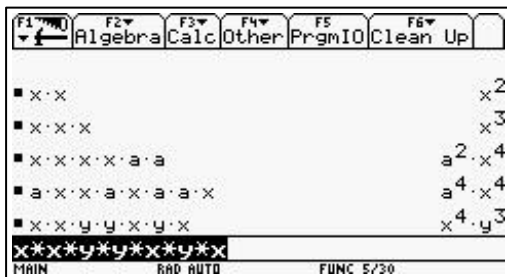 F1 F2 Algebra F3 Calc F4 Other F5 PrgmIO F6 Clean Up
x·x x²
x·x·x x³
x·x·x·x·a·a a²·x⁴
a·x·x·a·x·a·a·x a⁴·x⁴
x·x·y·y·x·y·x x⁴·y³
x*x*y*y*x*y*x
MAIN RAD AUTO FUNC 5/30